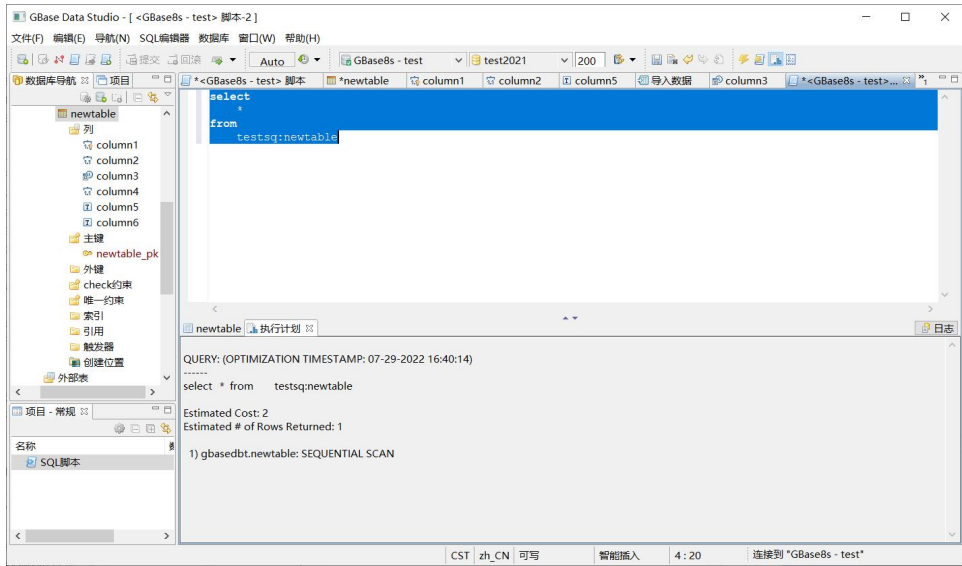 GBase Data Studio - [ <GBase8s - test> 脚本-2 ]
文件(F) 编辑(E) 导航(N) SQL编辑器 数据库 窗口(W) 帮助(H)
提交 回滚 Auto GBase8s - test test2021 200
数据库导航 项目
*<GBase8s - test> 脚本 *newtable column1 column2 column5 导入数据 column3 *<GBase8s - test>... "1
newtable
列
column1
column2
column3
column4
column5
column6
主键
newtable_pk
外键
check约束
唯一约束
索引
引用
触发器
创建位置
外部表
select
*
from
testsq:newtable
newtable 执行计划 日志
QUERY: (OPTIMIZATION TIMESTAMP: 07-29-2022 16:40:14)
------
select * from testsq:newtable
Estimated Cost: 2
Estimated # of Rows Returned: 1
1) gbasedbt.newtable: SEQUENTIAL SCAN
项目 - 常规
名称
SQL脚本
CST zh_CN 可写 智能插入 4 : 20 连接到 "GBase8s - test"